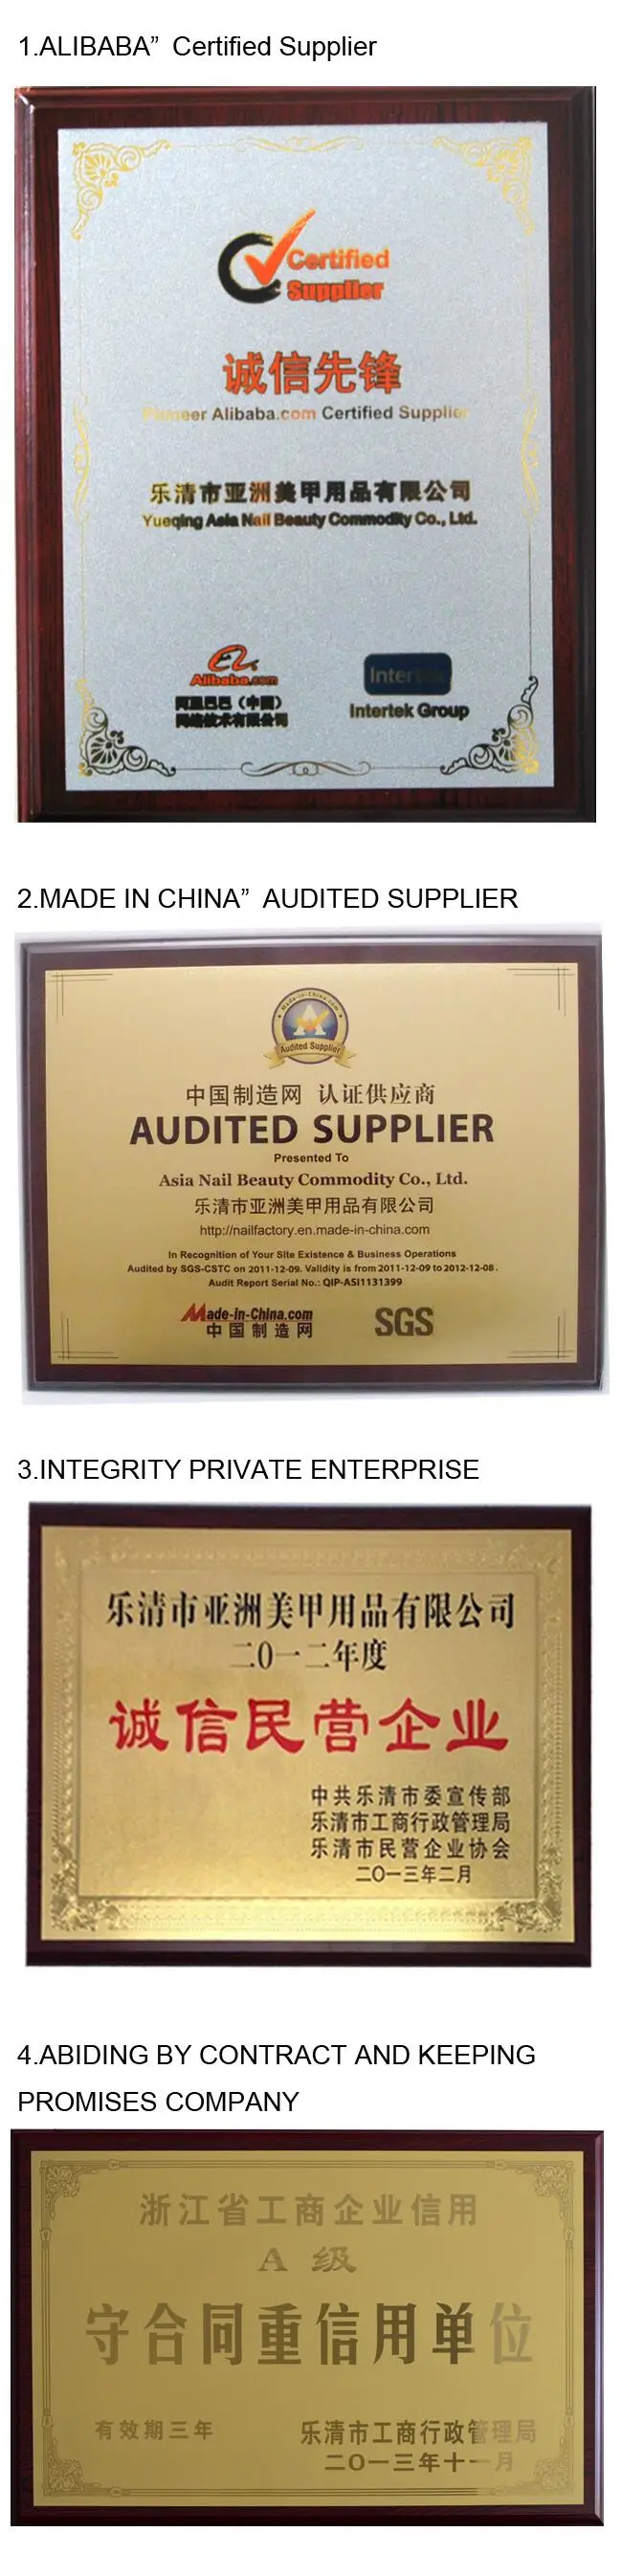 1.ALIBABA” Certified Supplier
Certified
Supplier
诚信先锋
Pioneer Alibaba.com Certified Supplier
乐清市亚洲美甲用品有限公司
Yueqing Asia Nail Beauty Commodity Co., Ltd.
Alibaba.com
阿里巴巴（中国）
网络技术有限公司
Intertek
Intertek Group
2.MADE IN CHINA” AUDITED SUPPLIER
Made-in-China.com
Audited Supplier
中国制造网 认证供应商
AUDITED SUPPLIER
Presented To
Asia Nail Beauty Commodity Co., Ltd.
乐清市亚洲美甲用品有限公司
http://nailfactory.en.made-in-china.com
In Recognition of Your Site Existence & Business Operations
Audited by SGS-CSTC on 2011-12-09. Validity is from 2011-12-09 to 2012-12-08.
Audit Report Serial No.: QIP-ASI1131399
Made-in-China.com
中国制造网
SGS
3.INTEGRITY PRIVATE ENTERPRISE
乐清市亚洲美甲用品有限公司
二〇一二年度
诚信民营企业
中共乐清市委宣传部
乐清市工商行政管理局
乐清市民营企业协会
二〇一三年二月
4.ABIDING BY CONTRACT AND KEEPING
PROMISES COMPANY
浙江省工商企业信用
A 级
守合同重信用单位
有效期三年
乐清市工商行政管理局
二〇一三年十一月